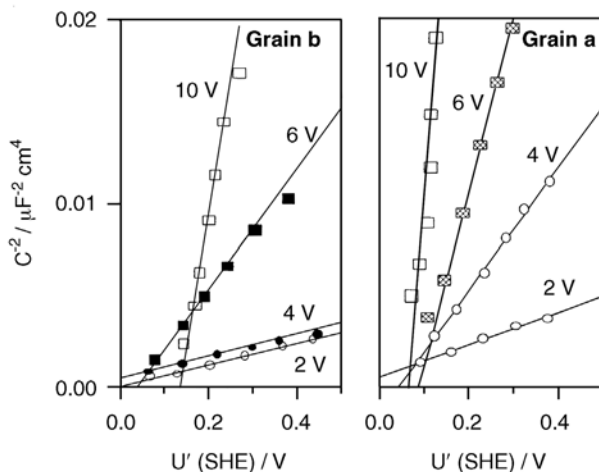 Grain b
Grain a
0.02
0.01
0.00
C⁻² / µF⁻² cm⁴
10 V
6 V
4 V
2 V
10 V
6 V
4 V
2 V
0.0
0.2
0.4
0.0
0.2
0.4
U' (SHE) / V
U' (SHE) / V